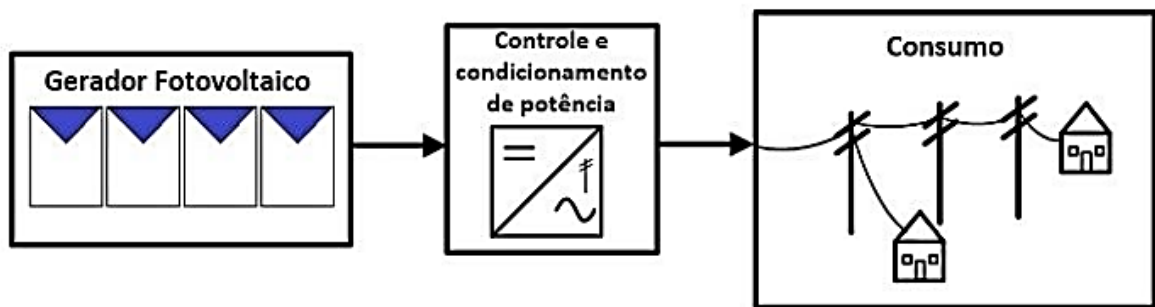 Gerador Fotovoltaico
Controle e
condicionamento
de potência
Consumo